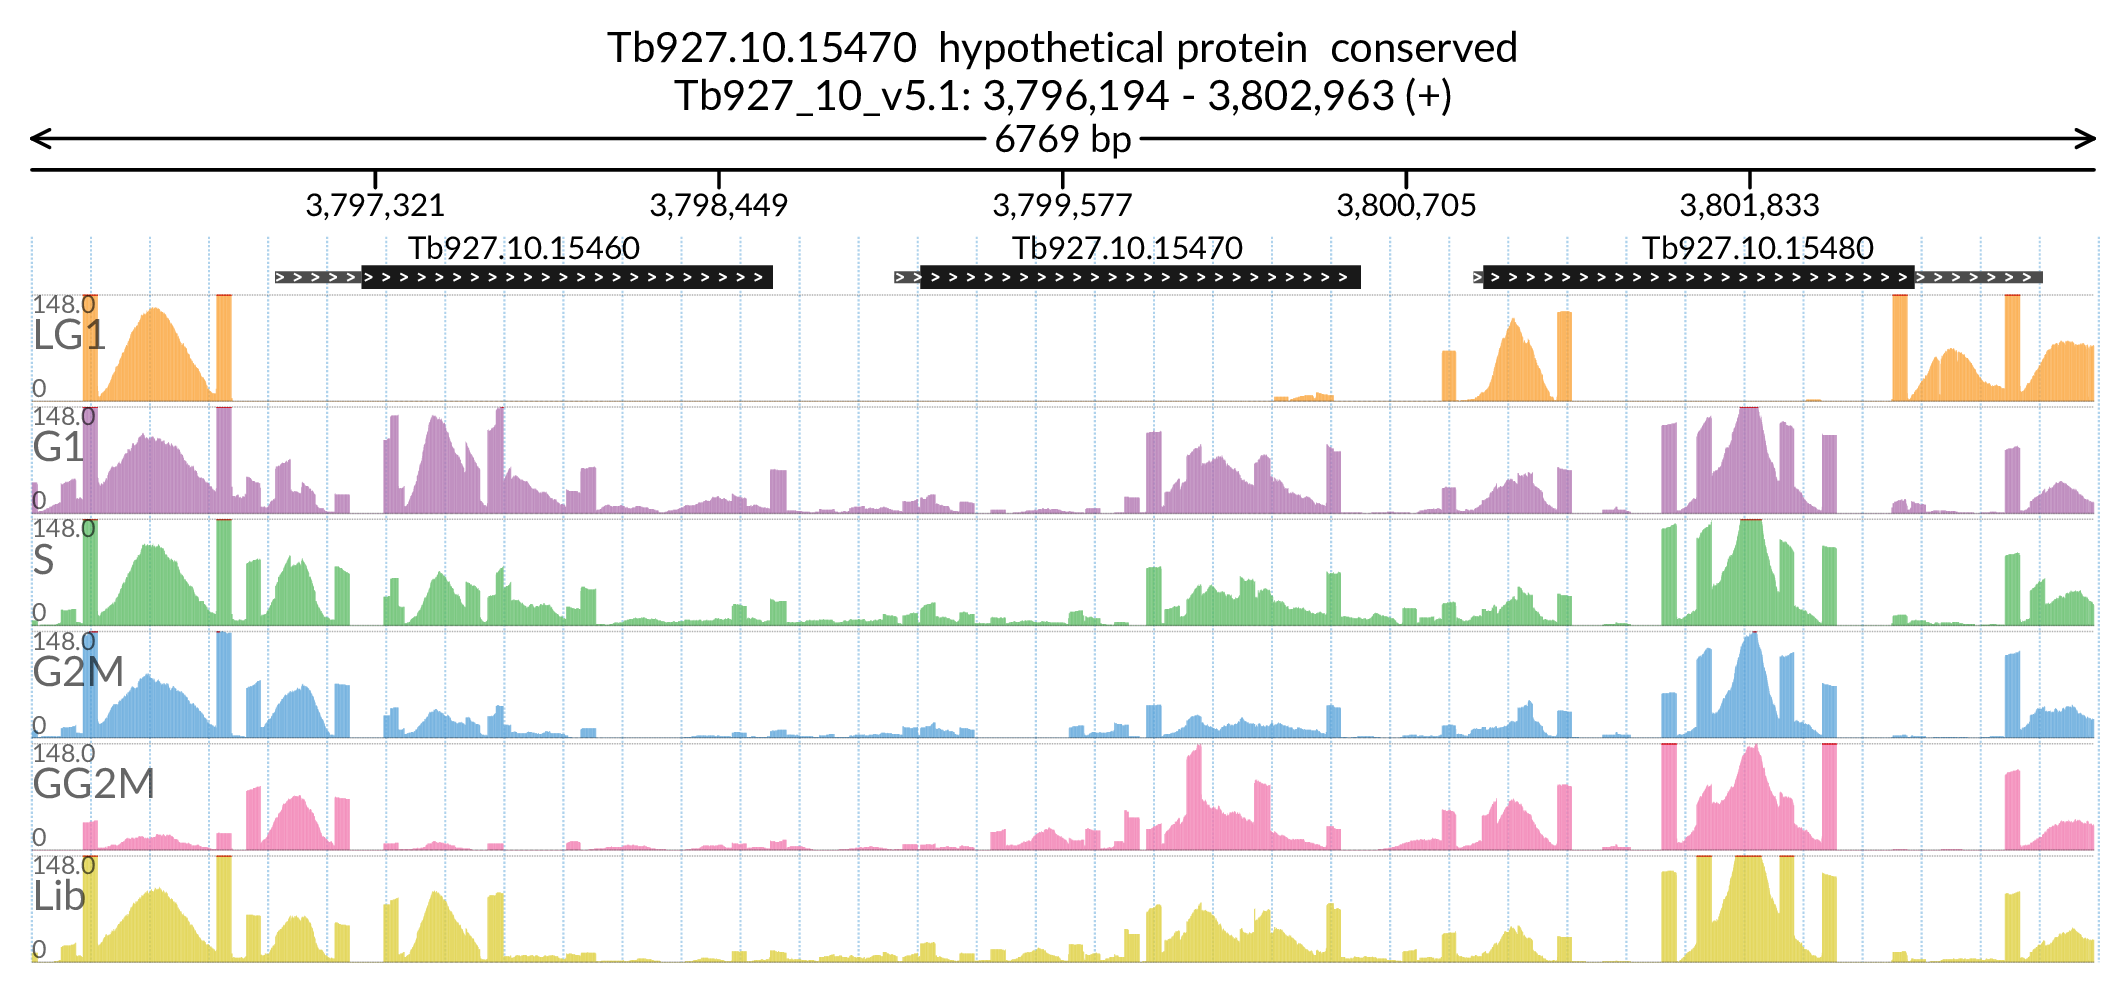 Tb927.10.15470 hypothetical protein conserved
Tb927_10_v5.1: 3,796,194 - 3,802,963 (+)
6769 bp
3,797,321 3,798,449 3,799,577 3,800,705 3,801,833
Tb927.10.15460 Tb927.10.15470 Tb927.10.15480
148.0
LG1
0
148.0
G1
0
148.0
S
0
148.0
G2M
0
148.0
GG2M
0
148.0
Lib
0